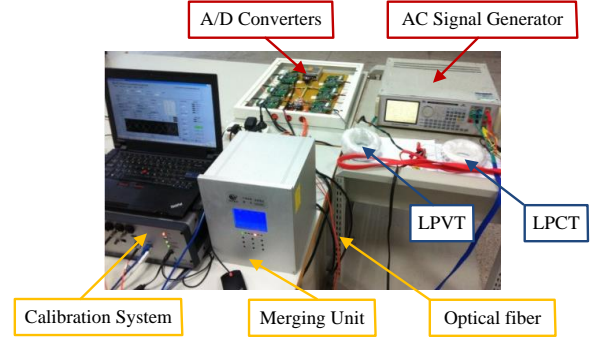 A/D Converters
AC Signal Generator
LPVT
LPCT
Calibration System
Merging Unit
Optical fiber